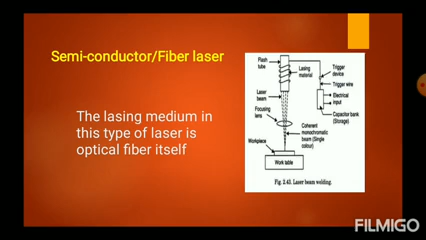 Semi-conductor/Fiber laser
The lasing medium in
this type of laser is
optical fiber itself
Flash
tube
Lasing
material
Trigger
device
Trigger wire
Electrical
input
Capacitor bank
(Storage)
Laser
beam
Focusing
lens
Coherent
monochromatic
beam (Single
colour)
Workpiece
Work table
Fig. 2.43. Laser beam welding.
FILMIGO